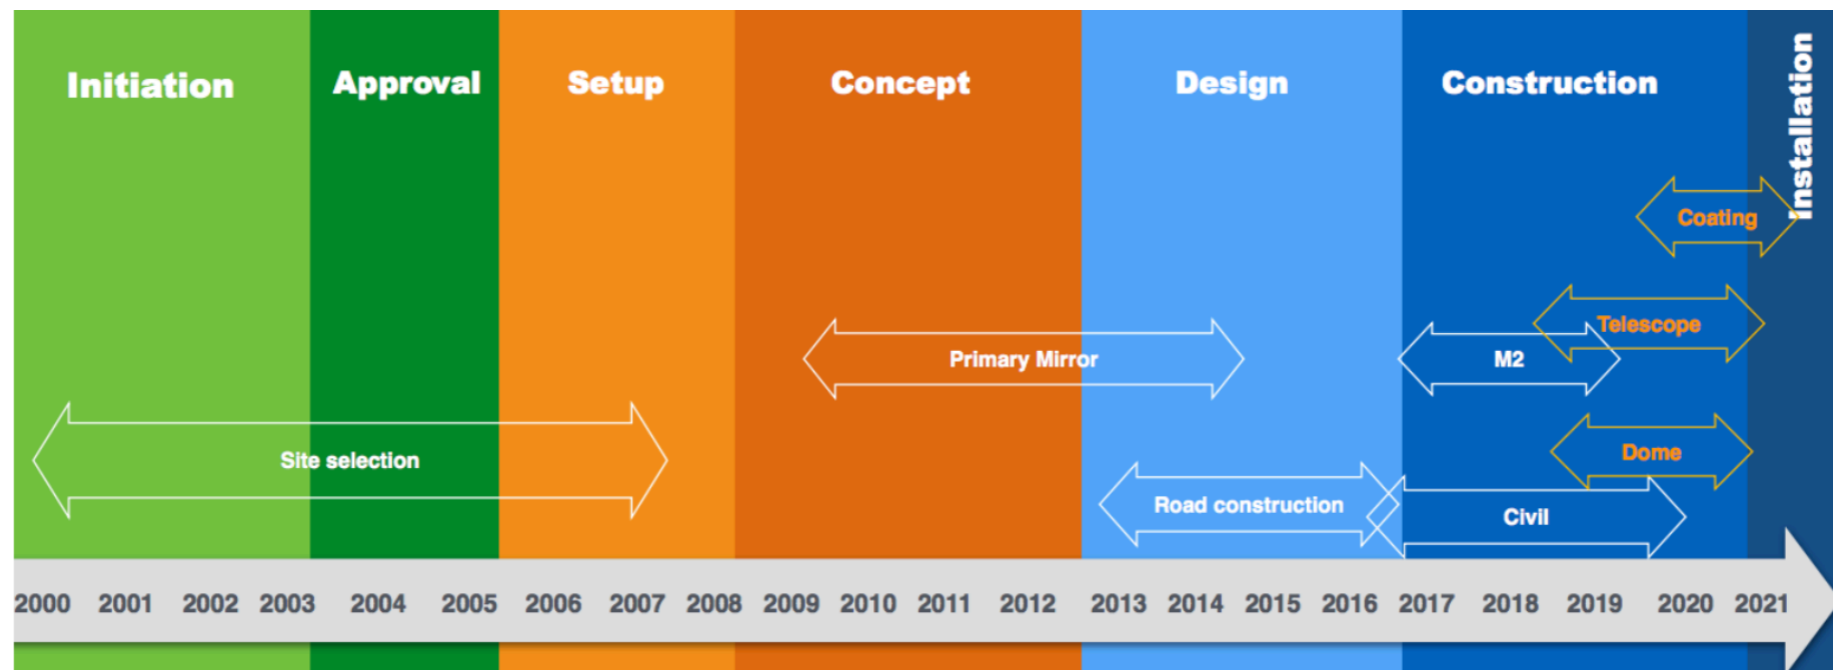 Initiation
Approval
Setup
Concept
Design
Construction
Installation
Coating
Telescope
Primary Mirror
M2
Dome
Site selection
Road construction
Civil
2000 2001 2002 2003 2004 2005 2006 2007 2008 2009 2010 2011 2012 2013 2014 2015 2016 2017 2018 2019 2020 2021